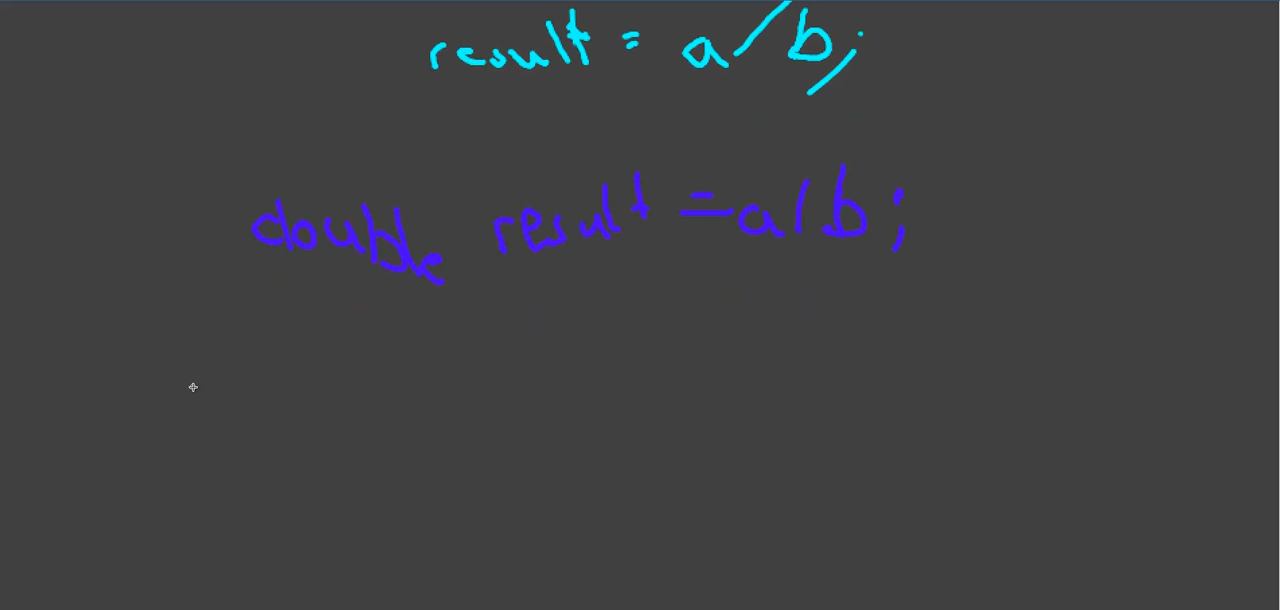 result = a/b;
double result = a/b;